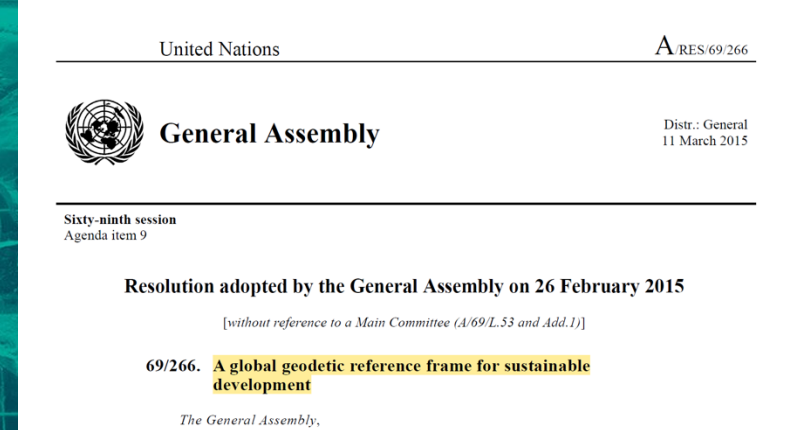 United Nations A/RES/69/266
General Assembly
Distr.: General
11 March 2015
Sixty-ninth session
Agenda item 9
Resolution adopted by the General Assembly on 26 February 2015
[without reference to a Main Committee (A/69/L.53 and Add.1)]
69/266. A global geodetic reference frame for sustainable
development
The General Assembly,